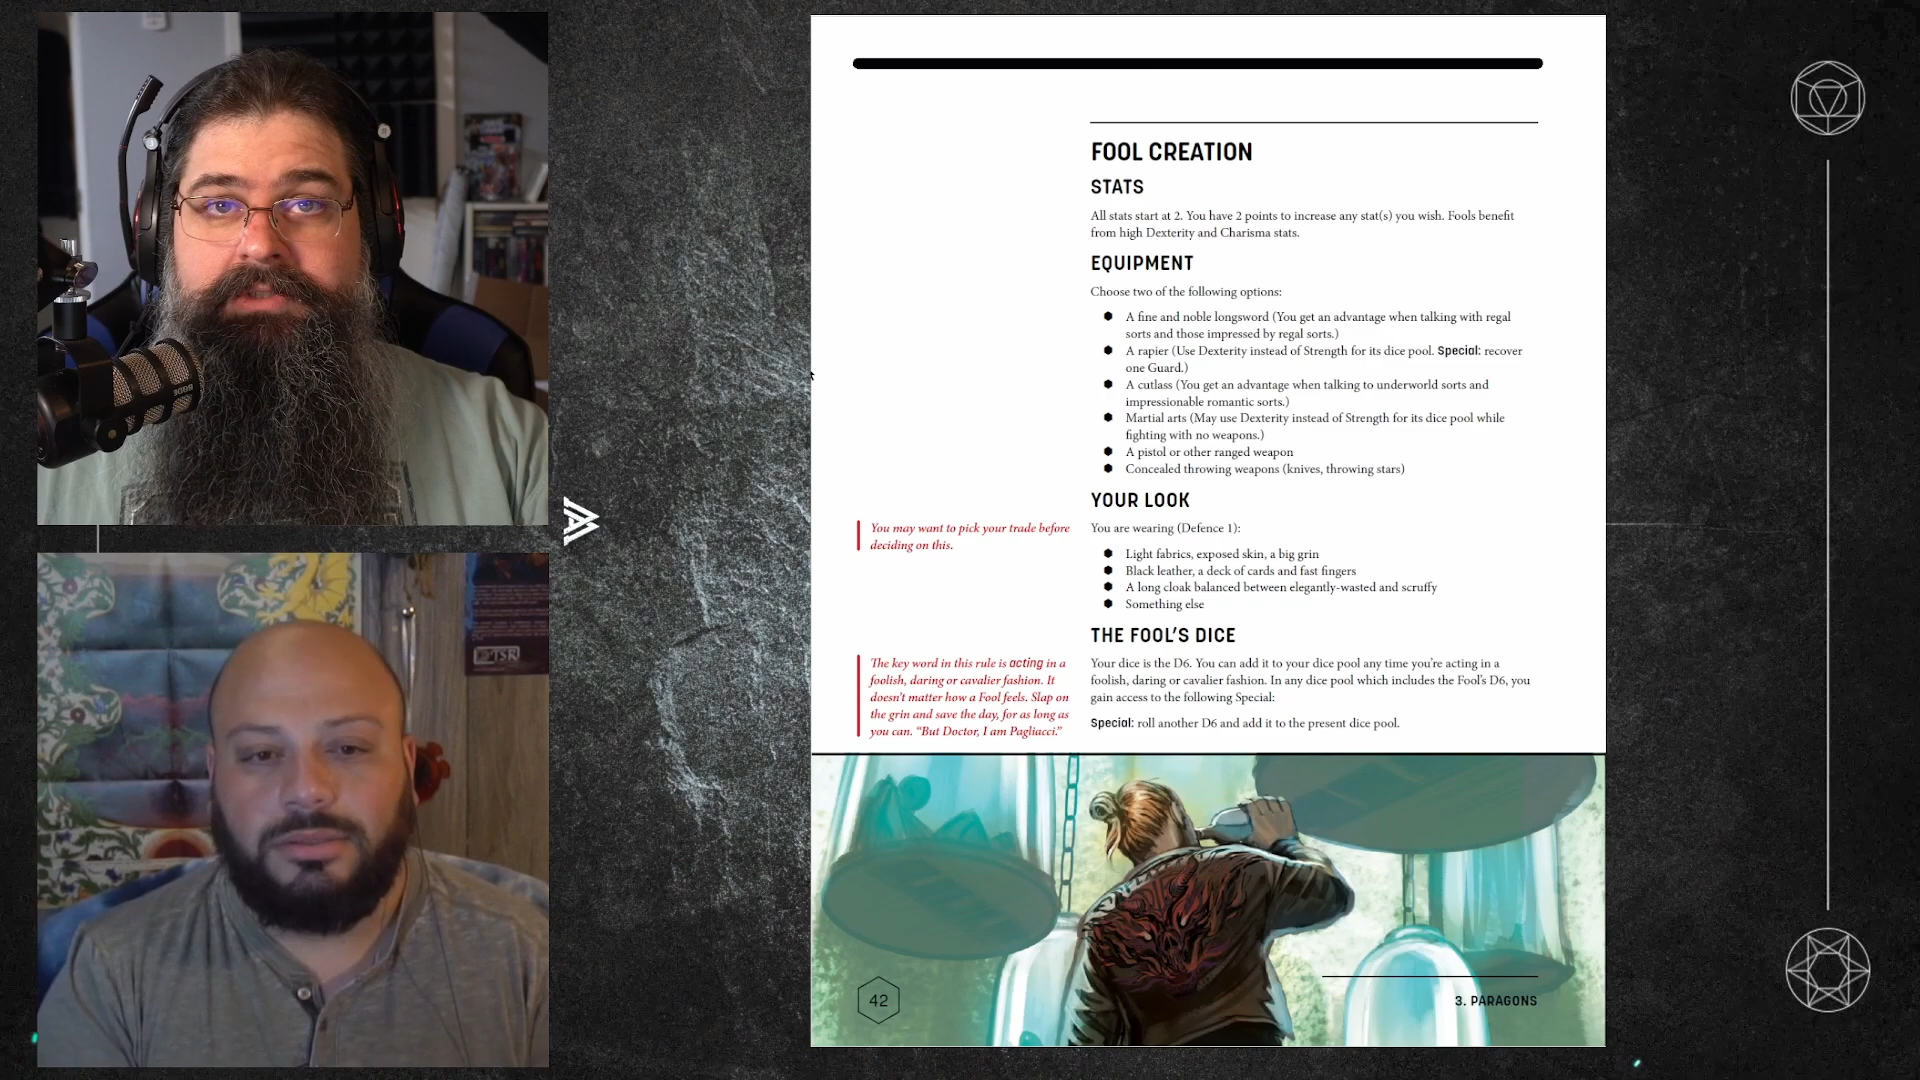 FOOL CREATION
STATS
All stats start at 2. You have 2 points to increase any stat(s) you wish. Fools benefit
from high Dexterity and Charisma stats.
EQUIPMENT
Choose two of the following options:
A fine and noble longsword (You get an advantage when talking with regal
sorts and those impressed by regal sorts.)
A rapier (Use Dexterity instead of Strength for its dice pool. Special: recover
one Guard.)
A cutlass (You get an advantage when talking to underworld sorts and
impressionable romantic sorts.)
Martial arts (May use Dexterity instead of Strength for its dice pool while
fighting with no weapons.)
A pistol or other ranged weapon
Concealed throwing weapons (knives, throwing stars)
YOUR LOOK
You may want to pick your trade before
deciding on this.
You are wearing (Defence 1):
Light fabrics, exposed skin, a big grin
Black leather, a deck of cards and fast fingers
A long cloak balanced between elegantly-wasted and scruffy
Something else
THE FOOL'S DICE
The key word in this rule is acting in a
foolish, daring or cavalier fashion. It
doesn't matter how a Fool feels. Slap on
the grin and save the day, for as long as
you can. “But Doctor, I am Pagliacci.”
Your dice is the D6. You can add it to your dice pool any time you're acting in a
foolish, daring or cavalier fashion. In any dice pool which includes the Fool's D6, you
gain access to the following Special:
Special: roll another D6 and add it to the present dice pool.
42
3. PARAGONS
RODE
TSR